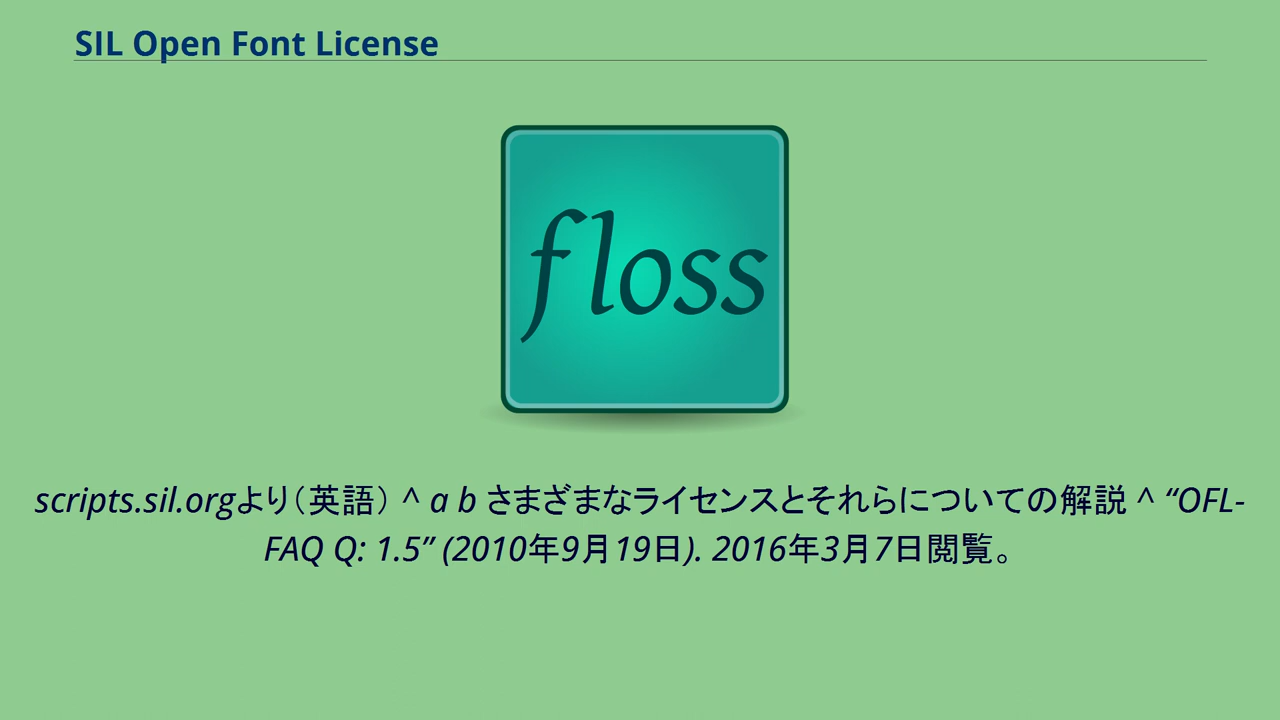 SIL Open Font License
floss
scripts.sil.orgより（英語） ^ a b さまざまなライセンスとそれらについての解説 ^ “OFL-
FAQ Q: 1.5” (2010年9月19日). 2016年3月7日閲覧。